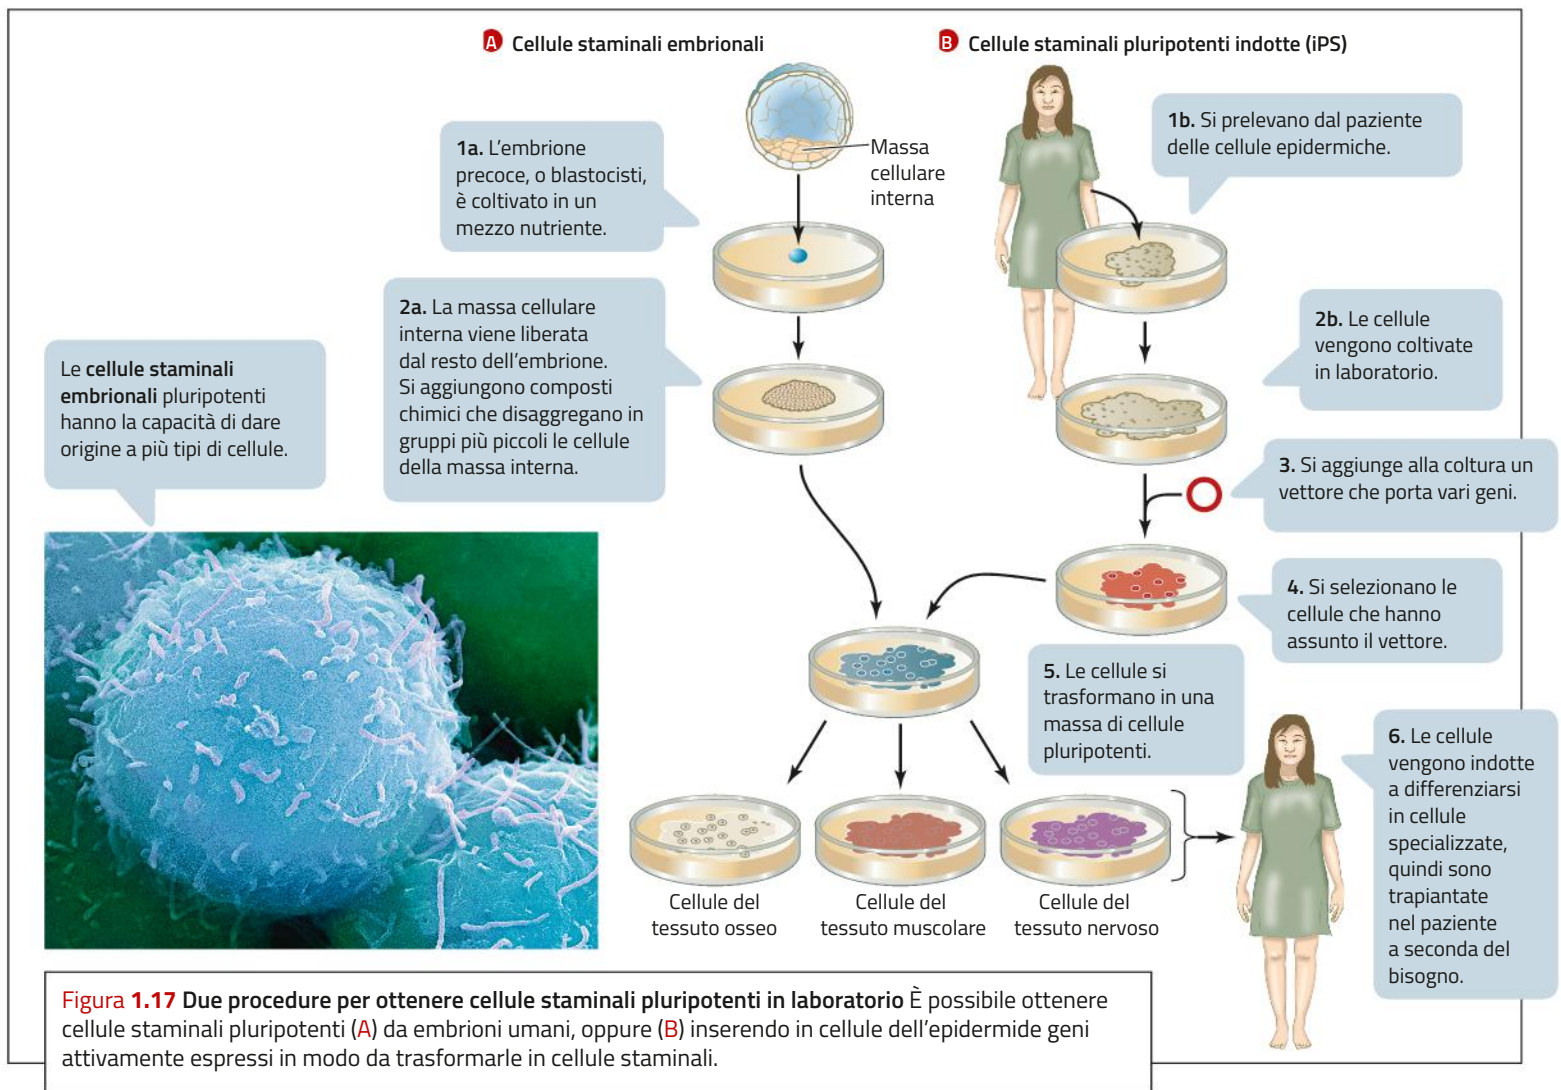 A Cellule staminali embrionali
Massa
cellulare
interna
1a. L’embrione
precoce, o blastocisti,
è coltivato in un
mezzo nutriente.
2a. La massa cellulare
interna viene liberata
dal resto dell’embrione.
Si aggiungono composti
chimici che disaggregano in
gruppi più piccoli le cellule
della massa interna.
Le cellule staminali
embrionali pluripotenti
hanno la capacità di dare
origine a più tipi di cellule.
B Cellule staminali pluripotenti indotte (iPS)
1b. Si prelevano dal paziente
delle cellule epidermiche.
2b. Le cellule
vengono coltivate
in laboratorio.
3. Si aggiunge alla coltura un
vettore che porta vari geni.
4. Si selezionano le
cellule che hanno
assunto il vettore.
5. Le cellule si
trasformano in una
massa di cellule
pluripotenti.
6. Le cellule
vengono indotte
a differenziarsi
in cellule
specializzate,
quindi sono
trapiantate
nel paziente
a seconda del
bisogno.
Cellule del
tessuto osseo
Cellule del
tessuto muscolare
Cellule del
tessuto nervoso
Figura 1.17 Due procedure per ottenere cellule staminali pluripotenti in laboratorio È possibile ottenere
cellule staminali pluripotenti (A) da embrioni umani, oppure (B) inserendo in cellule dell’epidermide geni
attivamente espressi in modo da trasformarle in cellule staminali.